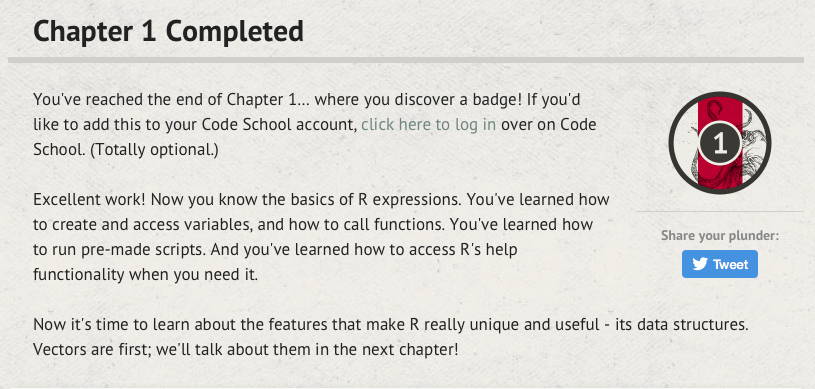 Chapter 1 Completed
You've reached the end of Chapter 1... where you discover a badge! If you'd
like to add this to your Code School account, click here to log in over on Code
School. (Totally optional.)
1
Excellent work! Now you know the basics of R expressions. You've learned how
to create and access variables, and how to call functions. You've learned how
to run pre-made scripts. And you've learned how to access R's help
functionality when you need it.
Share your plunder:
Tweet
Now it's time to learn about the features that make R really unique and useful - its data structures.
Vectors are first; we'll talk about them in the next chapter!